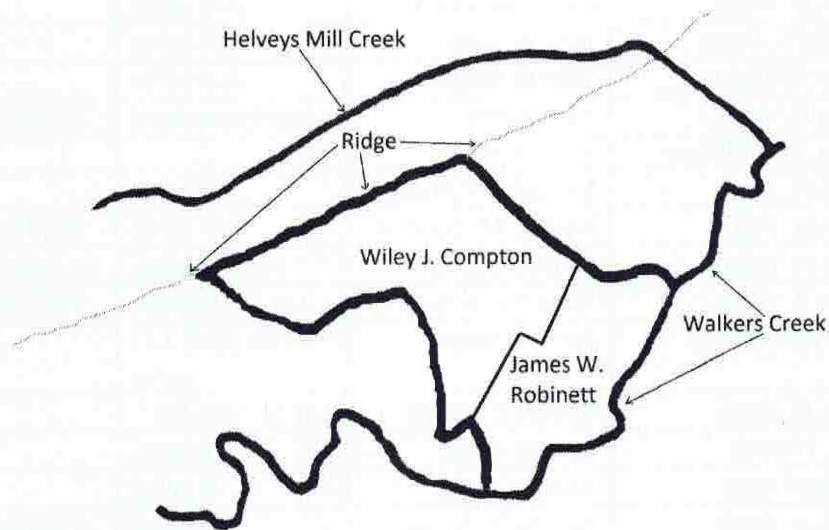 Helveys Mill Creek
Ridge
Wiley J. Compton
Walkers Creek
James W.
Robinett